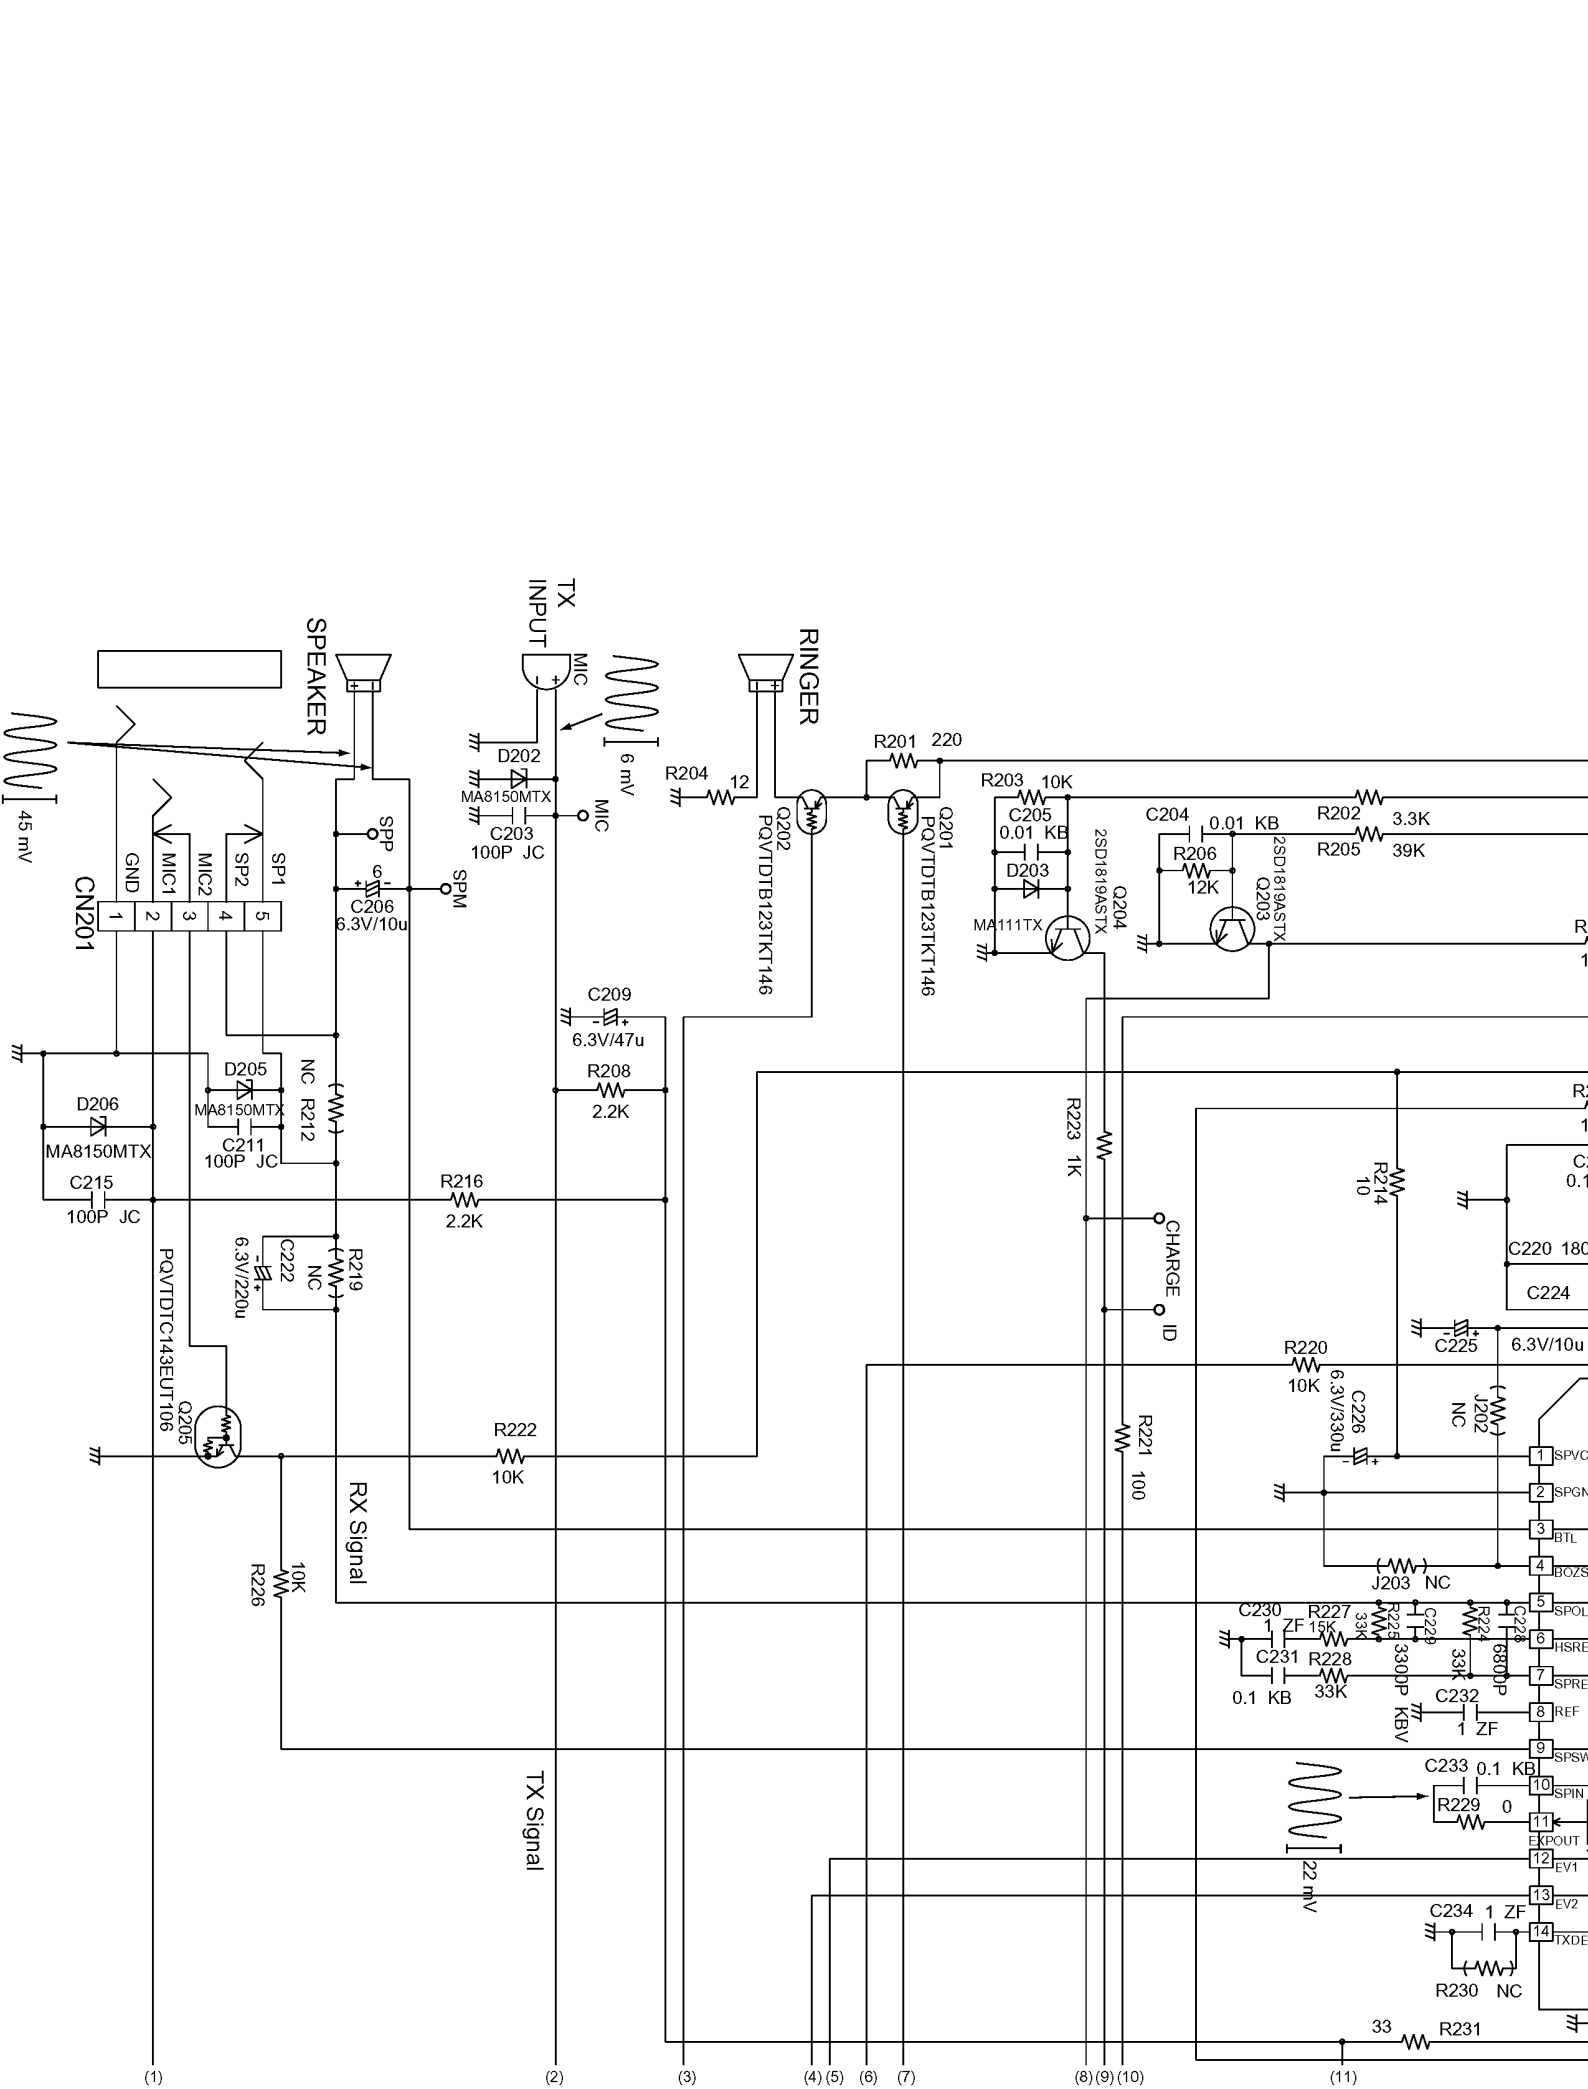 TX
INPUT
MIC
SPEAKER
RINGER
6 mV
45 mV
MIC
SPP
SPM
D202
MA8150MTX
C203
100P JC
6
C206
6.3V/10u
R204
12
R201
220
Q202
PQVTDTB123TKT146
Q201
PQVTDTB123TKT146
R203
10K
C205
0.01 KB
D203
MA111TX
2SD1819ASTX
Q204
C204
0.01 KB
R206
12K
2SD1819ASTX
Q203
R202
3.3K
R205
39K
GND
MIC1
MIC2
SP2
SP1
CN201
1
2
3
4
5
C209
6.3V/47u
R208
2.2K
D205
MA8150MTX
C211
100P JC
NC R212
D206
MA8150MTX
C215
100P JC
R216
2.2K
R219
NC
C222
6.3V/220u
PQVTDTC143EUT106
Q205
R222
10K
10K
R226
RX Signal
TX Signal
R223 1K
R214
10
CHARGE
ID
R221 100
R220
10K
C220 180
C224
C225
6.3V/10u
C226
6.3V/330u
J202
NC
J203 NC
1
SPVC
2
SPGN
3
BTL
4
BOZS
5
SPOL
6
HSRE
7
SPRE
8
REF
9
SPSW
10
SPIN
11
EXPOUT
12
EV1
13
EV2
14
TXDE
C230
1 ZF
R227
15K
R225
33K
C229
3300P KBV
R224
33K
C228
6800P
C231
0.1 KB
R228
33K
C232
1 ZF
C233 0.1 KB
R229 0
22 mV
C234 1 ZF
R230 NC
33 R231
(1)
(2)
(3)
(4)
(5)
(6)
(7)
(8)
(9)
(10)
(11)